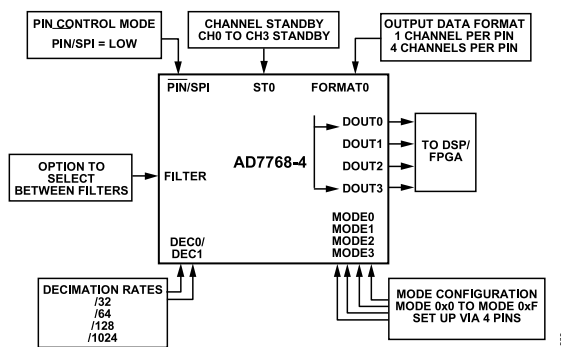 PIN CONTROL MODE
PIN/SPI = LOW
CHANNEL STANDBY
CH0 TO CH3 STANDBY
OUTPUT DATA FORMAT
1 CHANNEL PER PIN
4 CHANNELS PER PIN
PIN/SPI
ST0
FORMAT0
DOUT0
DOUT1
DOUT2
DOUT3
TO DSP/
FPGA
AD7768-4
OPTION TO
SELECT
BETWEEN FILTERS
FILTER
MODE0
MODE1
MODE2
MODE3
DEC0/
DEC1
DECIMATION RATES
/32
/64
/128
/1024
MODE CONFIGURATION
MODE 0x0 TO MODE 0xF
SET UP VIA 4 PINS